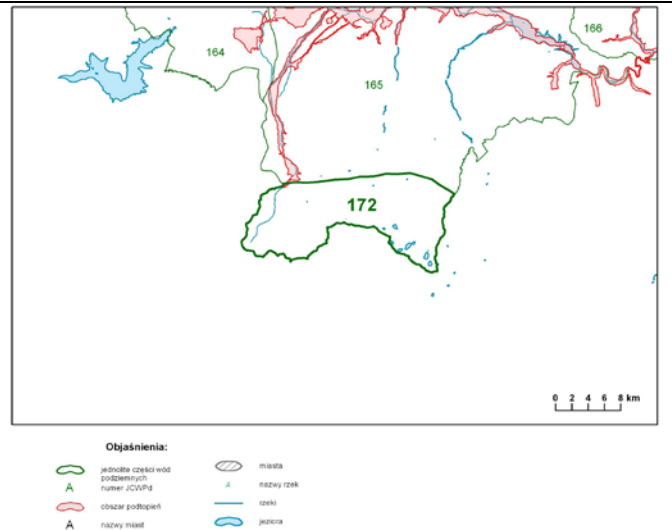 164
166
165
172
0 2 4 6 8 km
Objaśnienia:
jednolite części wód
podziemnych
A numer JCWPd
obszar podtopień
A nazwy miast
miasta
A nazwy rzek
rzeki
jeziora